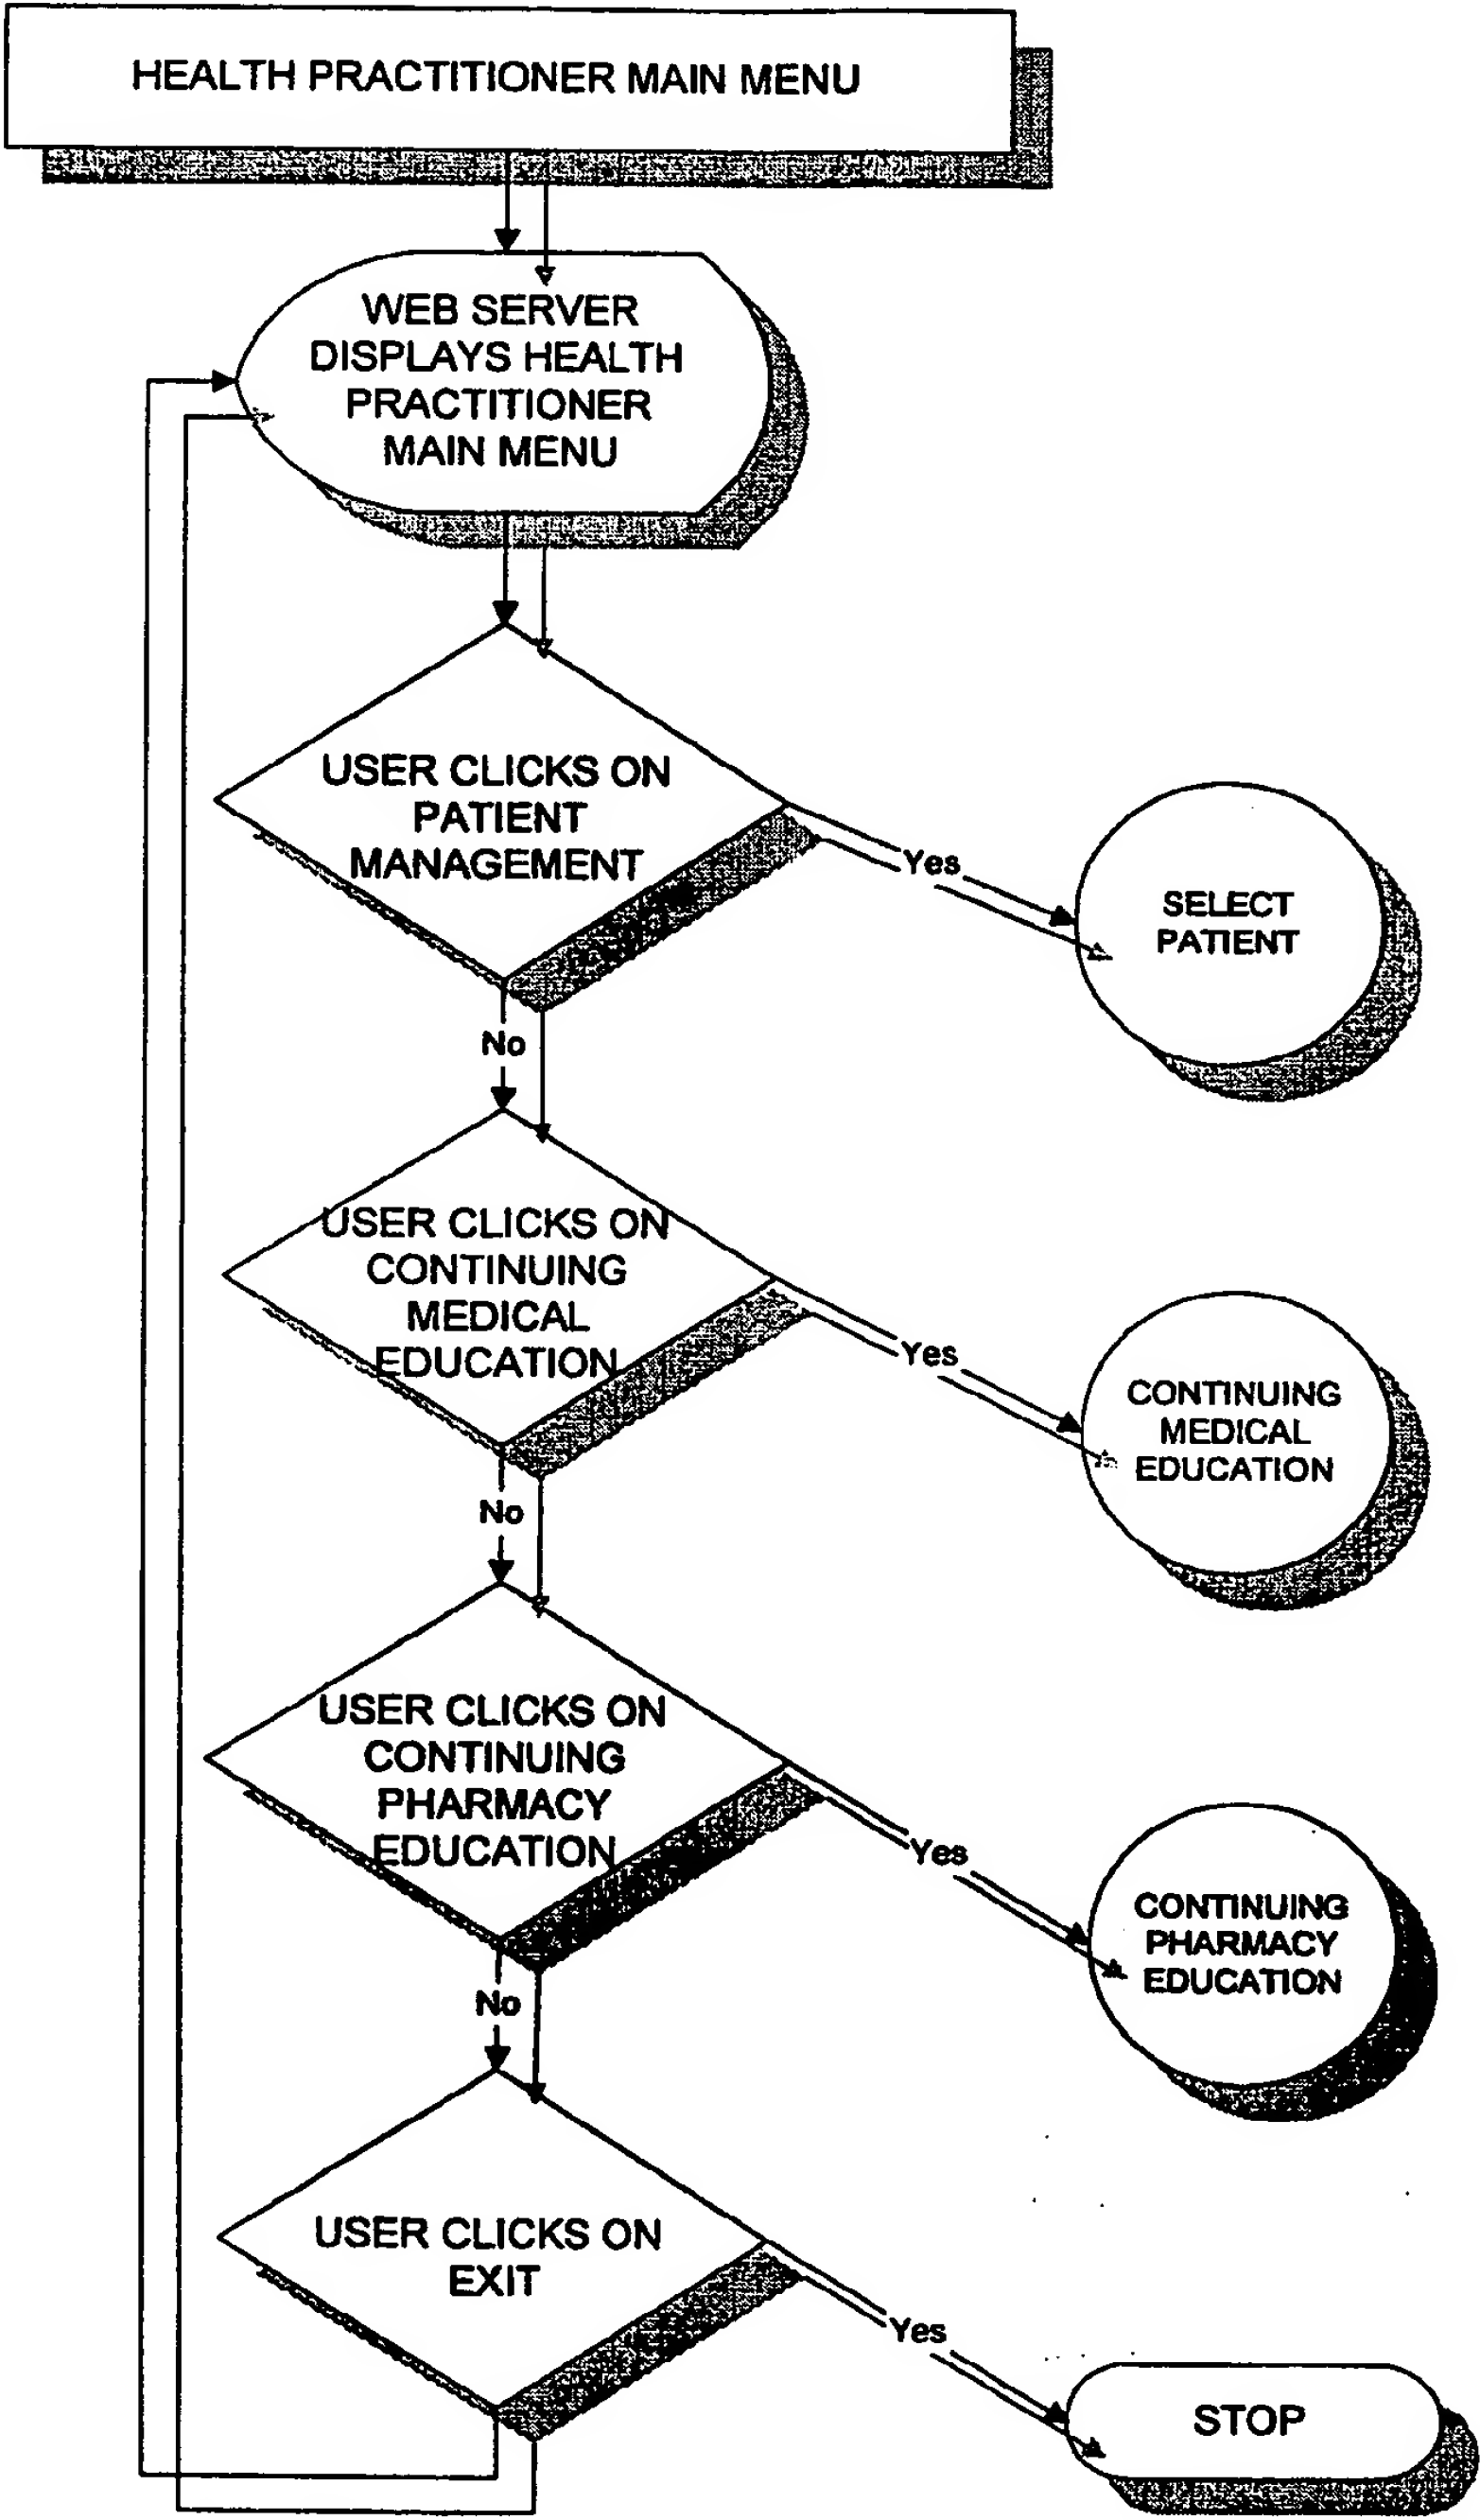 HEALTH PRACTITIONER MAIN MENU
WEB SERVER
DISPLAYS HEALTH
PRACTITIONER
MAIN MENU
USER CLICKS ON
PATIENT
MANAGEMENT
Yes
SELECT
PATIENT
No
USER CLICKS ON
CONTINUING
MEDICAL
EDUCATION
Yes
CONTINUING
MEDICAL
EDUCATION
No
USER CLICKS ON
CONTINUING
PHARMACY
EDUCATION
Yes
CONTINUING
PHARMACY
EDUCATION
No
USER CLICKS ON
EXIT
Yes
STOP